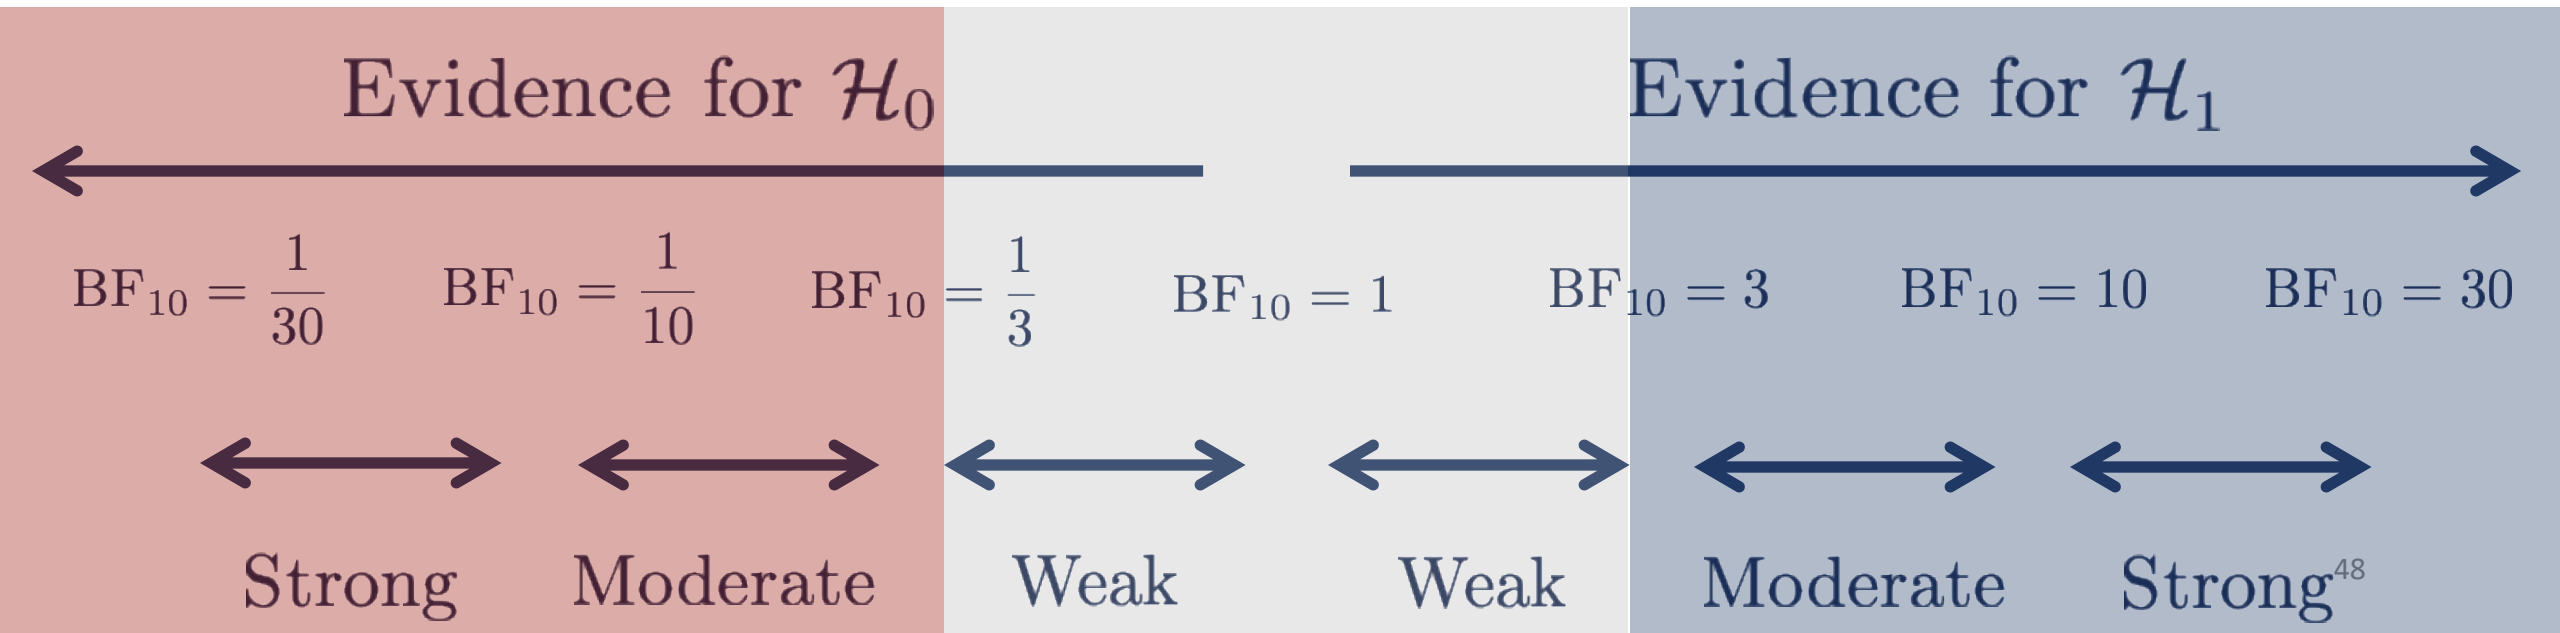 Evidence for ℋ₀ Evidence for ℋ₁
BF₁₀ = 1/30 BF₁₀ = 1/10 BF₁₀ = 1/3 BF₁₀ = 1 BF₁₀ = 3 BF₁₀ = 10 BF₁₀ = 30
Strong Moderate Weak Weak Moderate Strong 48